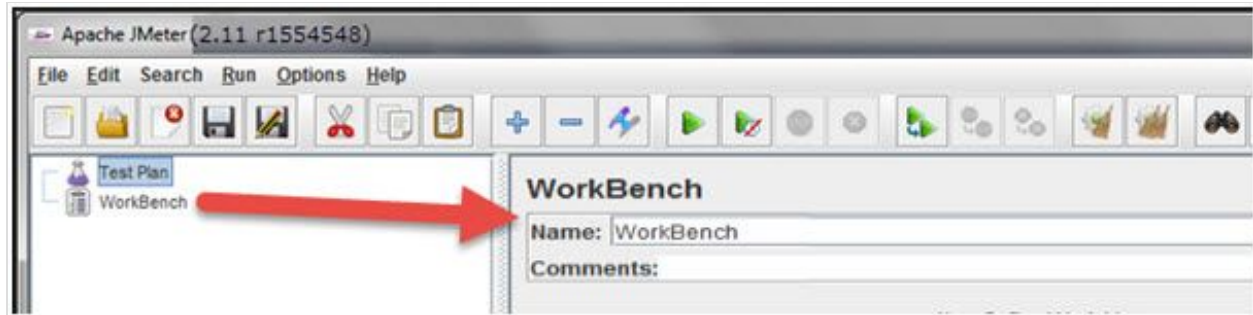 Apache JMeter (2.11 r1554548)
File Edit Search Run Options Help
Test Plan
WorkBench
WorkBench
Name: WorkBench
Comments: